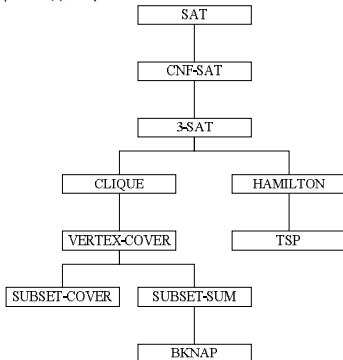 SAT
CNF-SAT
3-SAT
CLIQUE HAMILTON
VERTEX-COVER TSP
SUBSET-COVER SUBSET-SUM
BKNAP